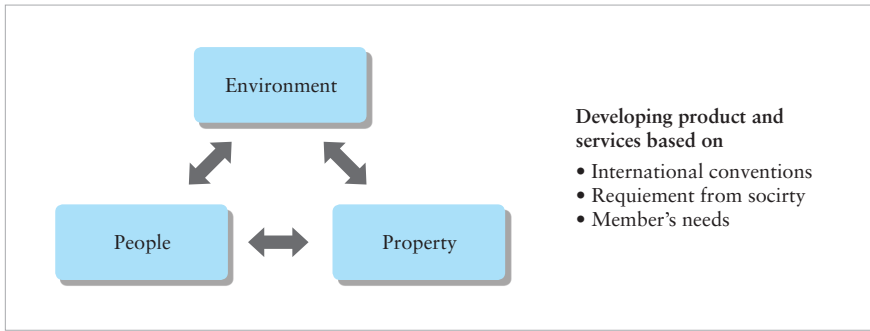 Environment
People
Property
Developing product and
services based on
• International conventions
• Requiement from socirty
• Member’s needs